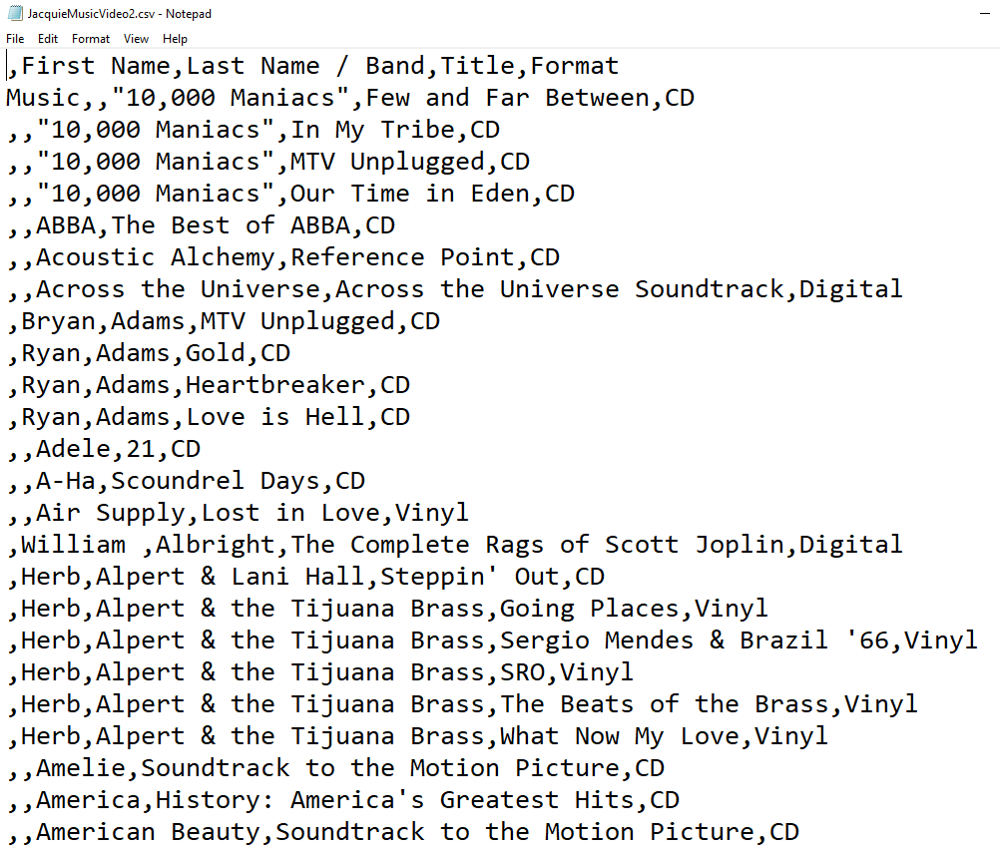 JacquieMusicVideo2.csv - Notepad
File Edit Format View Help
,First Name,Last Name / Band,Title,Format
Music,,"10,000 Maniacs",Few and Far Between,CD
,,"10,000 Maniacs",In My Tribe,CD
,,"10,000 Maniacs",MTV Unplugged,CD
,,"10,000 Maniacs",Our Time in Eden,CD
,,ABBA,The Best of ABBA,CD
,,Acoustic Alchemy,Reference Point,CD
,,Across the Universe,Across the Universe Soundtrack,Digital
,Bryan,Adams,MTV Unplugged,CD
,Ryan,Adams,Gold,CD
,Ryan,Adams,Heartbreaker,CD
,Ryan,Adams,Love is Hell,CD
,,Adele,21,CD
,,A-Ha,Scoundrel Days,CD
,,Air Supply,Lost in Love,Vinyl
,William ,Albright,The Complete Rags of Scott Joplin,Digital
,Herb,Alpert & Lani Hall,Steppin' Out,CD
,Herb,Alpert & the Tijuana Brass,Going Places,Vinyl
,Herb,Alpert & the Tijuana Brass,Sergio Mendes & Brazil '66,Vinyl
,Herb,Alpert & the Tijuana Brass,SRO,Vinyl
,Herb,Alpert & the Tijuana Brass,The Beats of the Brass,Vinyl
,Herb,Alpert & the Tijuana Brass,What Now My Love,Vinyl
,,Amelie,Soundtrack to the Motion Picture,CD
,,America,History: America's Greatest Hits,CD
,,American Beauty,Soundtrack to the Motion Picture,CD